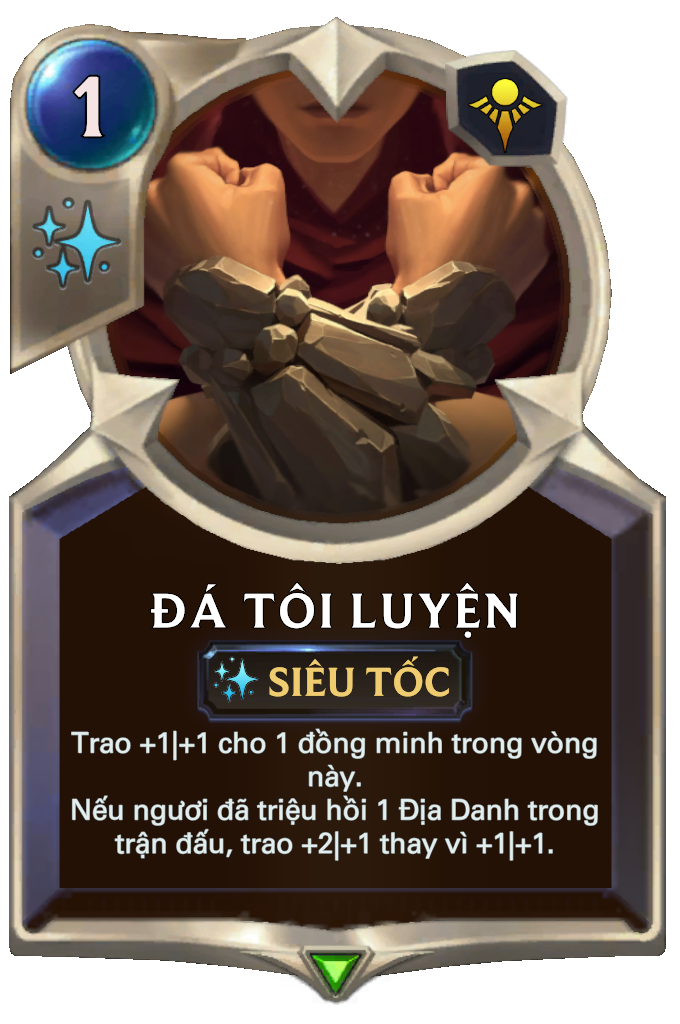 1
ĐÁ TÔI LUYỆN
SIÊU TỐC
Trao +1|+1 cho 1 đồng minh trong vòng
này.
Nếu ngươi đã triệu hồi 1 Địa Danh trong
trận đấu, trao +2|+1 thay vì +1|+1.